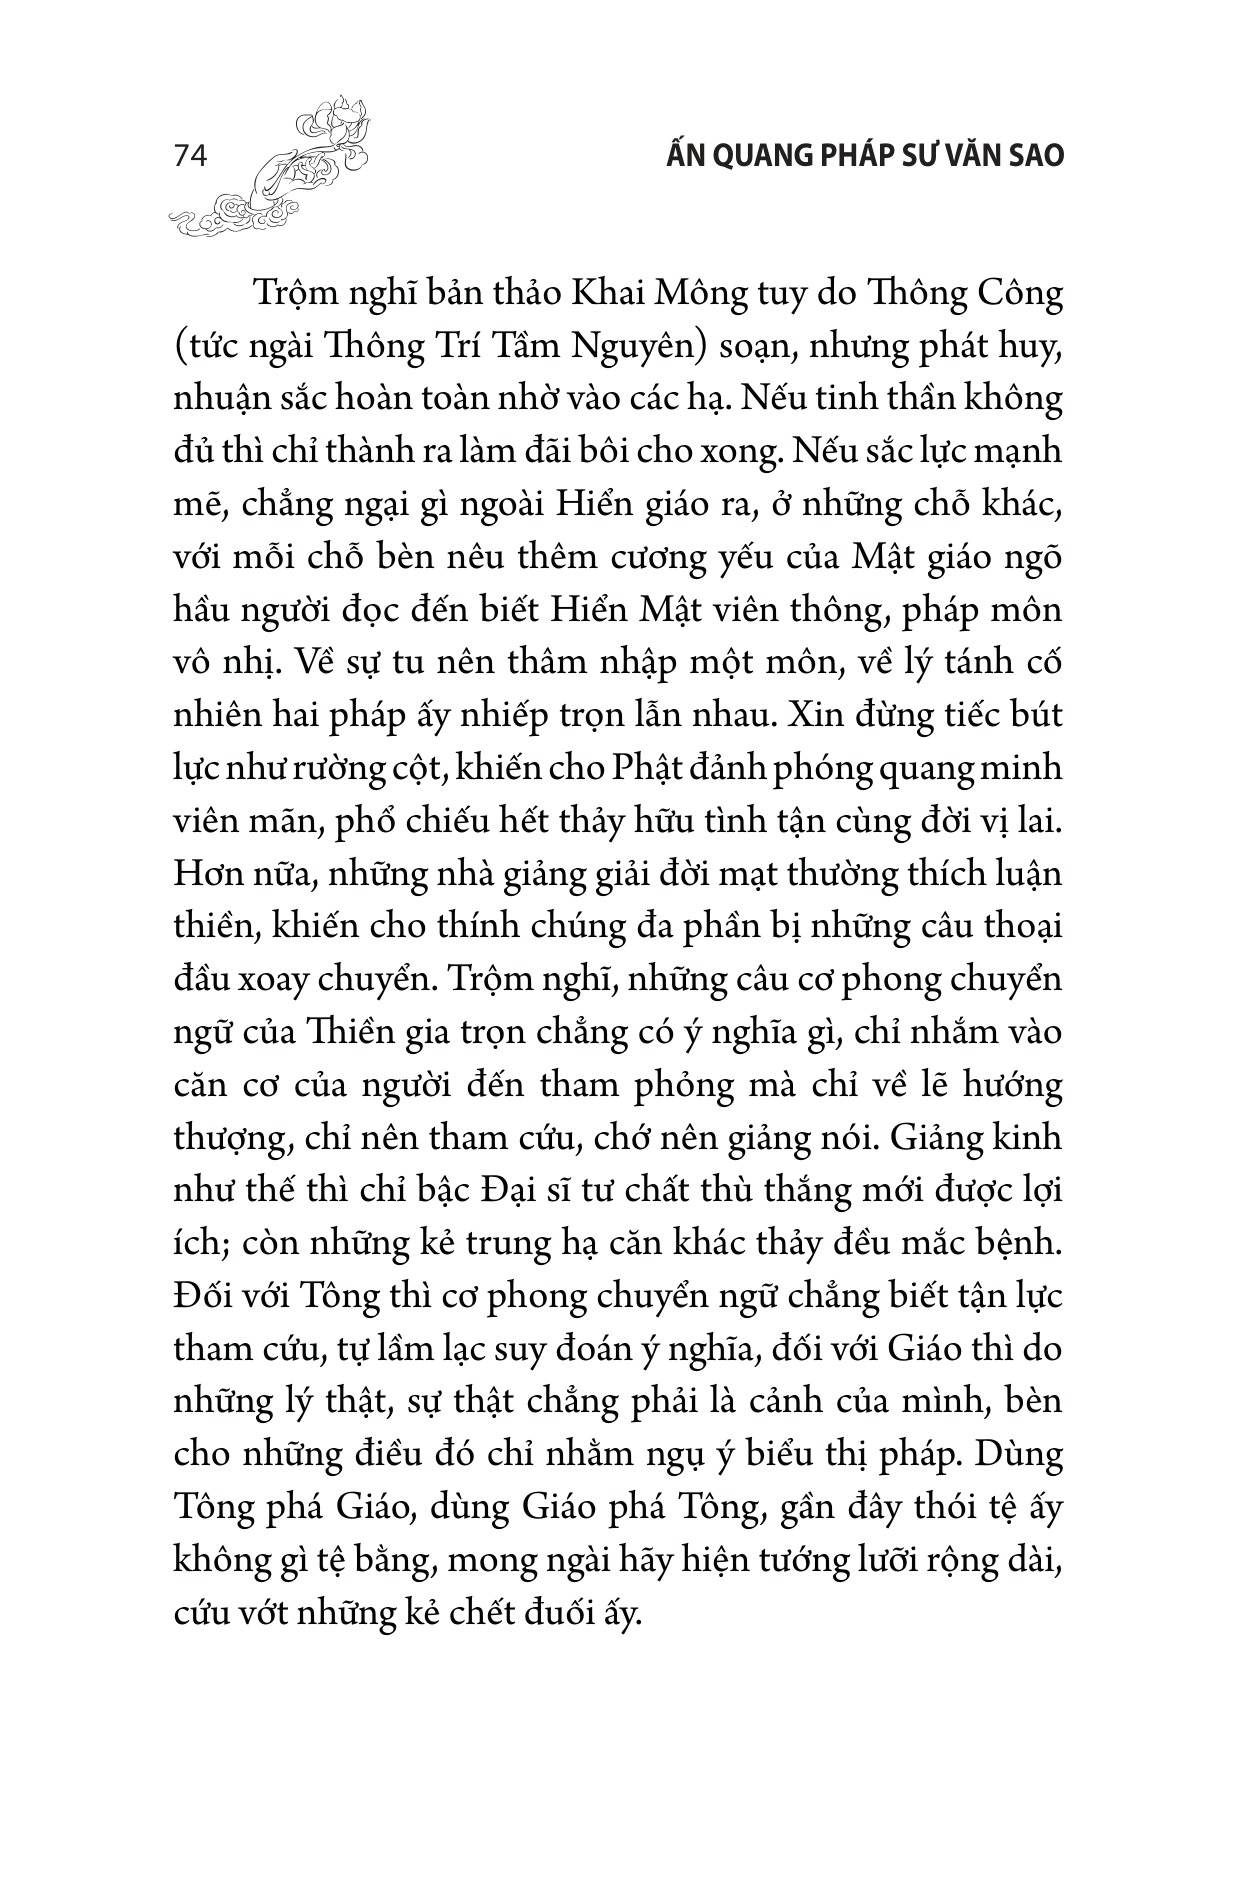 74
ẤN QUANG PHÁP SƯ VĂN SAO
Trộm nghĩ bản thảo Khai Mông tuy do Thông Công
(tức ngài Thông Trí Tầm Nguyên) soạn, nhưng phát huy,
nhuận sắc hoàn toàn nhờ vào các hạ. Nếu tinh thần không
đủ thì chỉ thành ra làm đãi bôi cho xong. Nếu sắc lực mạnh
mẽ, chẳng ngại gì ngoài Hiển giáo ra, ở những chỗ khác,
với mỗi chỗ bèn nêu thêm cương yếu của Mật giáo ngõ
hầu người đọc đến biết Hiển Mật viên thông, pháp môn
vô nhị. Về sự tu nên thâm nhập một môn, về lý tánh cố
nhiên hai pháp ấy nhiếp trọn lẫn nhau. Xin đừng tiếc bút
lực như rường cột, khiến cho Phật đảnh phóng quang minh
viên mãn, phổ chiếu hết thảy hữu tình tận cùng đời vị lai.
Hơn nữa, những nhà giảng giải đời mạt thường thích luận
thiền, khiến cho thính chúng đa phần bị những câu thoại
đầu xoay chuyển. Trộm nghĩ, những câu cơ phong chuyển
ngữ của Thiền gia trọn chẳng có ý nghĩa gì, chỉ nhắm vào
căn cơ của người đến tham phỏng mà chỉ về lẽ hướng
thượng, chỉ nên tham cứu, chớ nên giảng nói. Giảng kinh
như thế thì chỉ bậc Đại sĩ tư chất thù thắng mới được lợi
ích; còn những kẻ trung hạ căn khác thảy đều mắc bệnh.
Đối với Tông thì cơ phong chuyển ngữ chẳng biết tận lực
tham cứu, tự lầm lạc suy đoán ý nghĩa, đối với Giáo thì do
những lý thật, sự thật chẳng phải là cảnh của mình, bèn
cho những điều đó chỉ nhằm ngụ ý biểu thị pháp. Dùng
Tông phá Giáo, dùng Giáo phá Tông, gần đây thói tệ ấy
không gì tệ bằng, mong ngài hãy hiện tướng lưỡi rộng dài,
cứu vớt những kẻ chết đuối ấy.